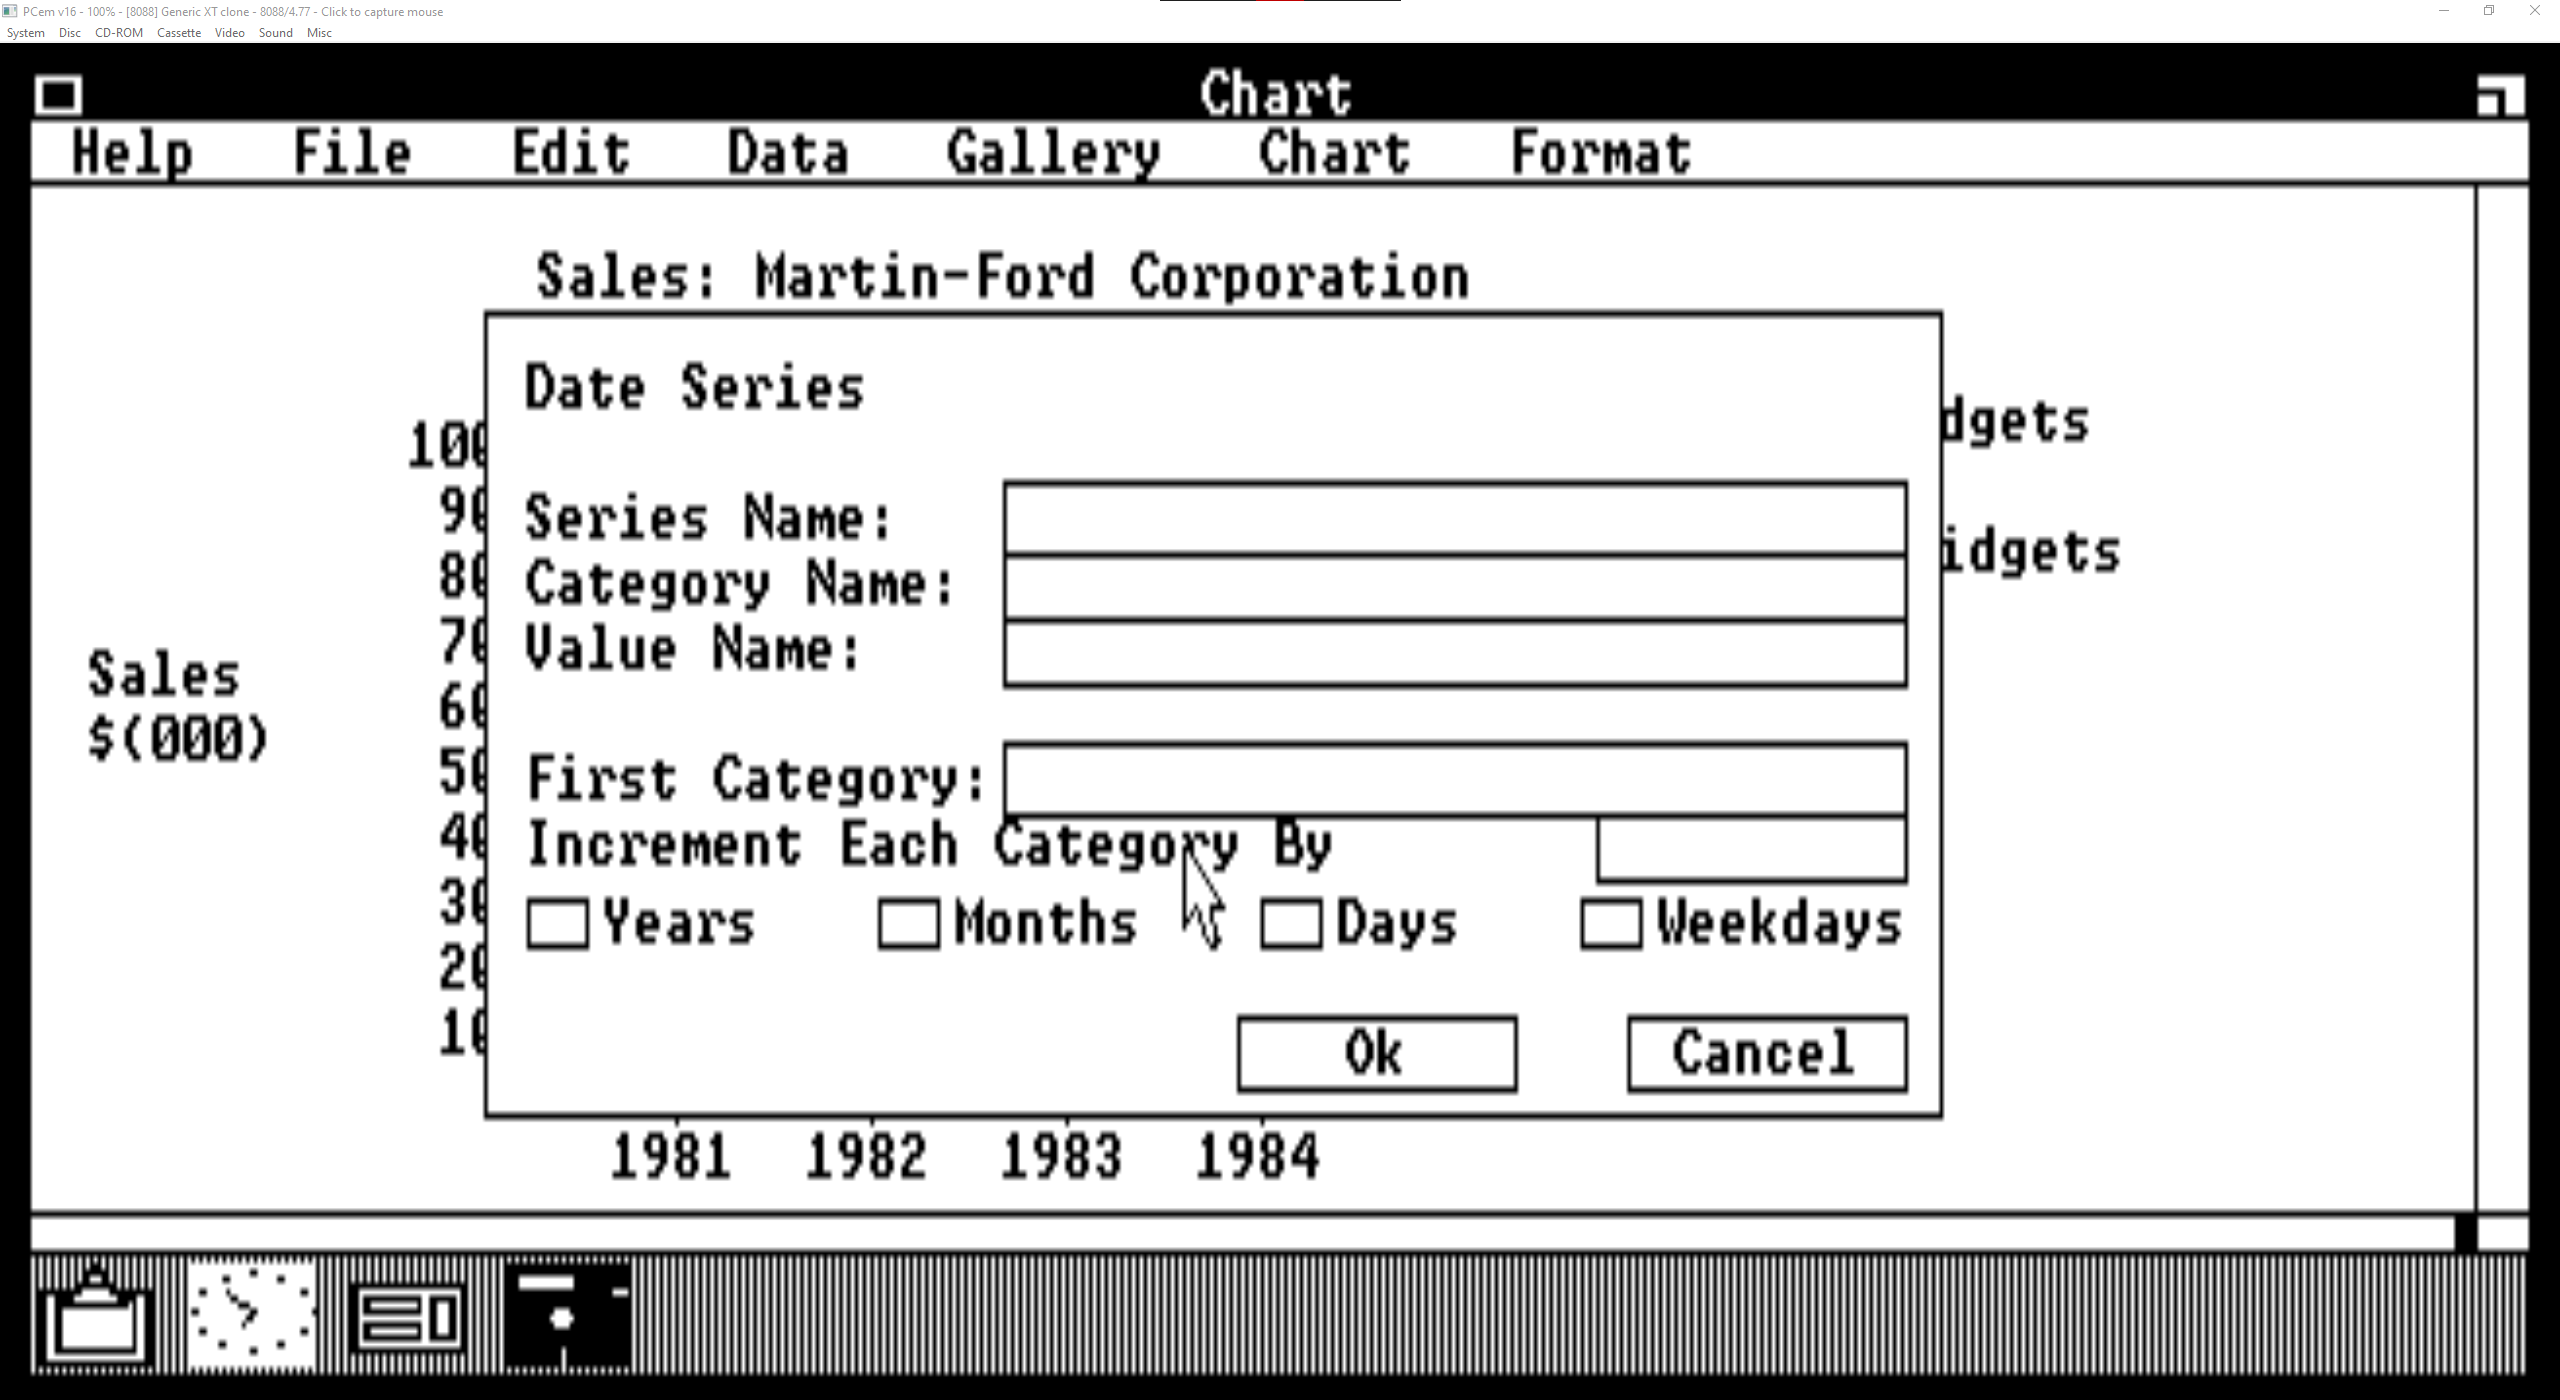 PCem v16 - 100% - [8088] Generic XT clone - 8088/4.77 - Click to capture mouse
System Disc CD-ROM Cassette Video Sound Misc
Chart
Help File Edit Data Gallery Chart Format
Sales: Martin-Ford Corporation
Date Series
dgets
100
90
Series Name:
idgets
80
Category Name:
70
Value Name:
Sales
60
$(000)
50
First Category:
40
Increment Each Category By
30
Years Months Days Weekdays
20
10
Ok Cancel
1981 1982 1983 1984